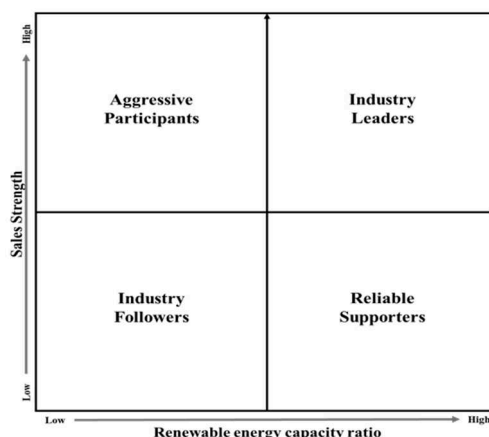 High
Aggressive
Participants
Industry
Leaders
Sales Strength
Industry
Followers
Reliable
Supporters
Low
Low
High
Renewable energy capacity ratio